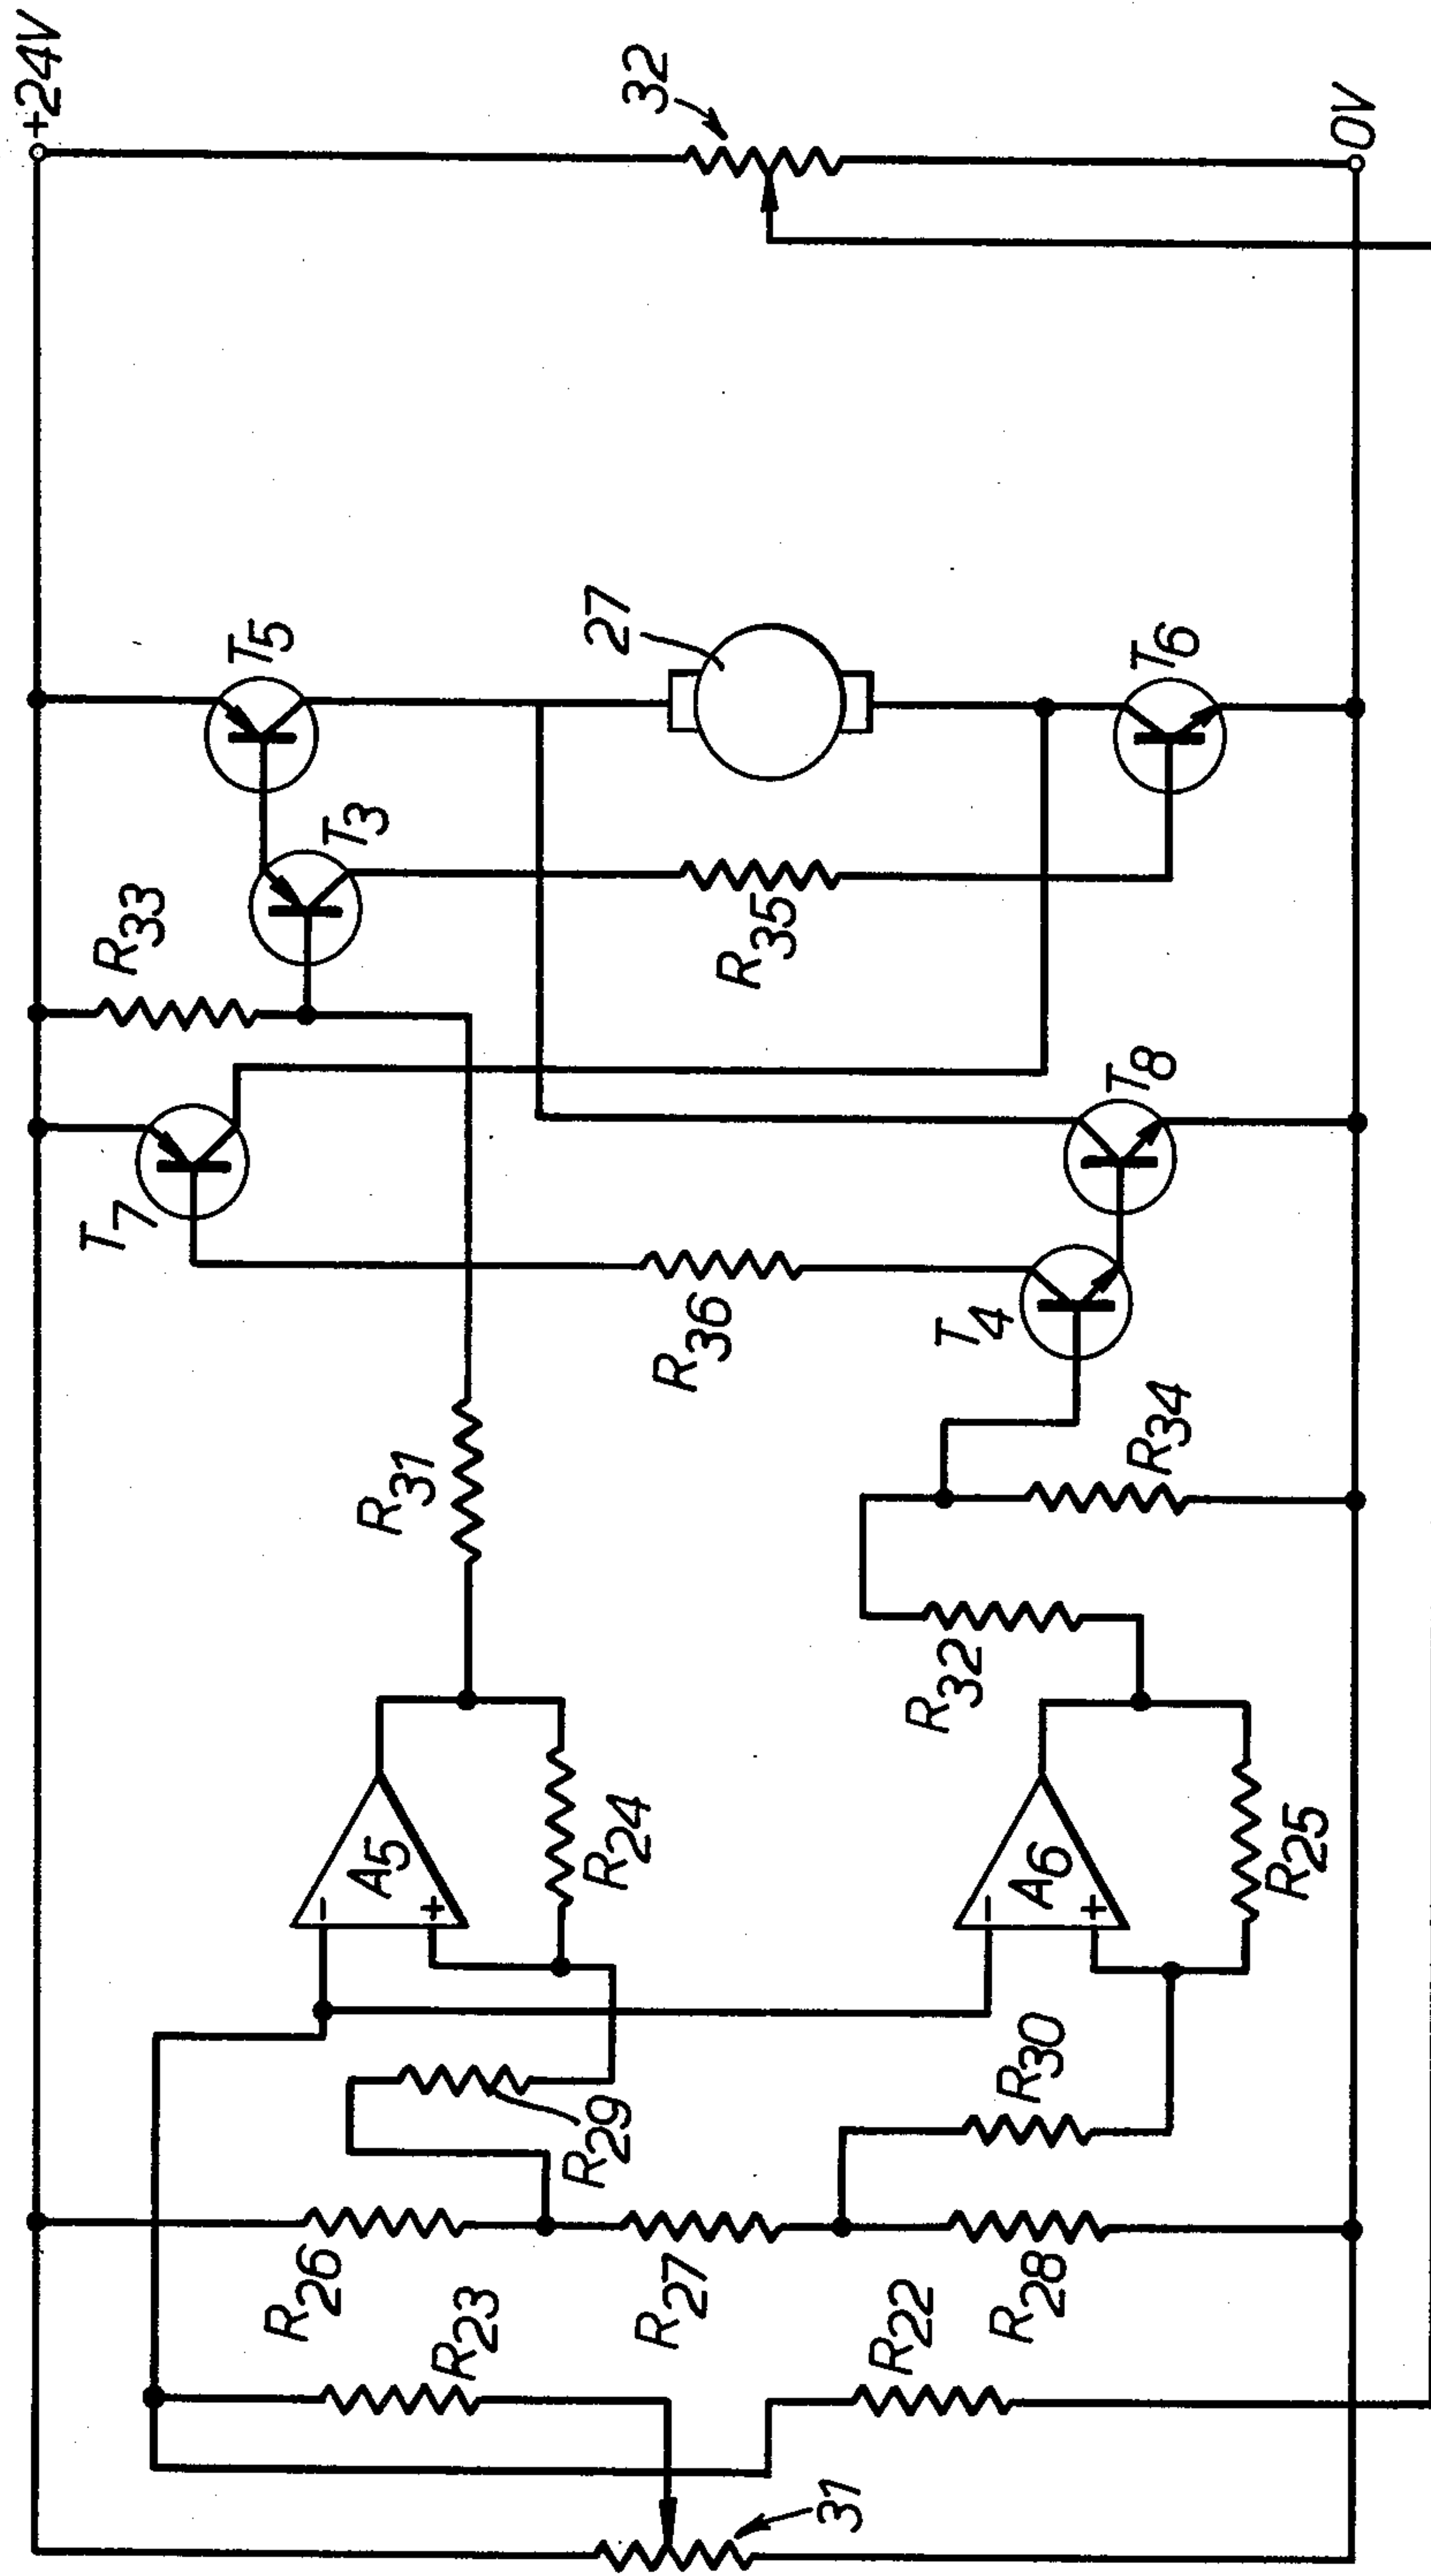 +24V
32
0V
T5
27
T6
T3
R33
R35
T7
T8
R36
T4
R31
R34
R32
A5
- +
R24
A6
- +
R25
R29
R30
R26
R23
R27
R22
R28
31